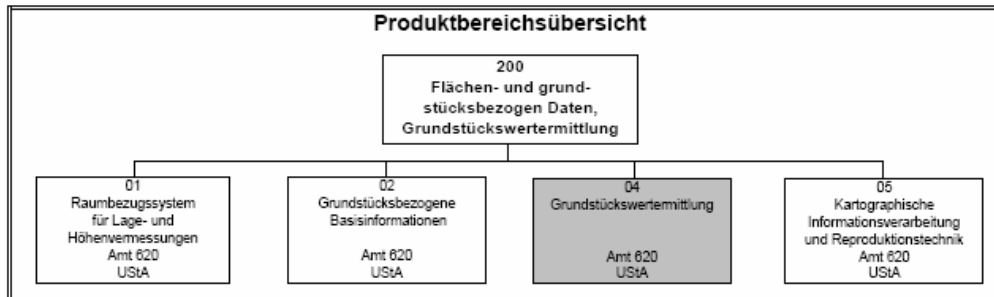 Produktbereichsübersicht
200
Flächen- und grund-
stücksbezogen Daten,
Grundstückswertermittlung
01
Raumbezugssystem
für Lage- und
Höhenvermessungen
Amt 620
UStA
02
Grundstücksbezogene
Basisinformationen
Amt 620
UStA
04
Grundstückswertermittlung
Amt 620
UStA
05
Kartographische
Informationsverarbeitung
und Reproduktionstechnik
Amt 620
UStA